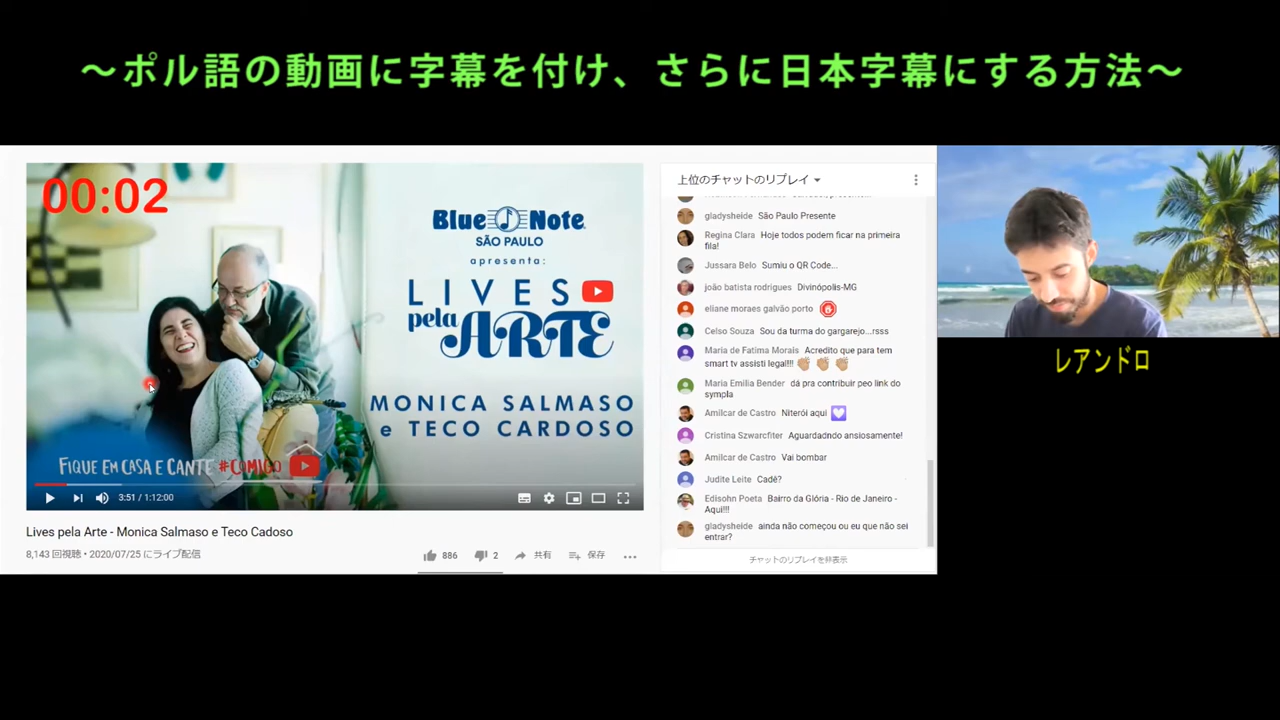 ～ポル語の動画に字幕を付け、さらに日本字幕にする方法～
00:02
Blue Note
SÃO PAULO
apresenta:
LIVES
pela ARTE
MONICA SALMASO
e TECO CARDOSO
FIQUE EM CASA E CANTE #COMIGO
3:51 / 1:12:00
Lives pela Arte - Monica Salmaso e Teco Cadoso
8,143 回視聴・2020/07/25 にライブ配信
886
2
共有
保存
上位のチャットのリプレイ
gladysheide São Paulo Presente
Regina Clara Hoje todos podem ficar na primeira
fila!
Jussara Belo Sumiu o QR Code...
joão batista rodrigues Divinópolis-MG
eliane moraes galvão porto
Celso Souza Sou da turma do gargarejo...rsss
Maria de Fatima Morais Acredito que para tem
smart tv assisti legal!!!
Maria Emilia Bender dá pra contribuir peo link do
sympla
Amilcar de Castro Niterói aqui
Cristina Szwarcfiter Aguardadndo ansiosamente!
Amilcar de Castro Vai bombar
Judite Leite Cadê?
Edisohn Poeta Bairro da Glória - Rio de Janeiro -
Aqui!!!
gladysheide ainda não começou ou eu que não sei
entrar?
チャットのリプレイを非表示
レアンドロ